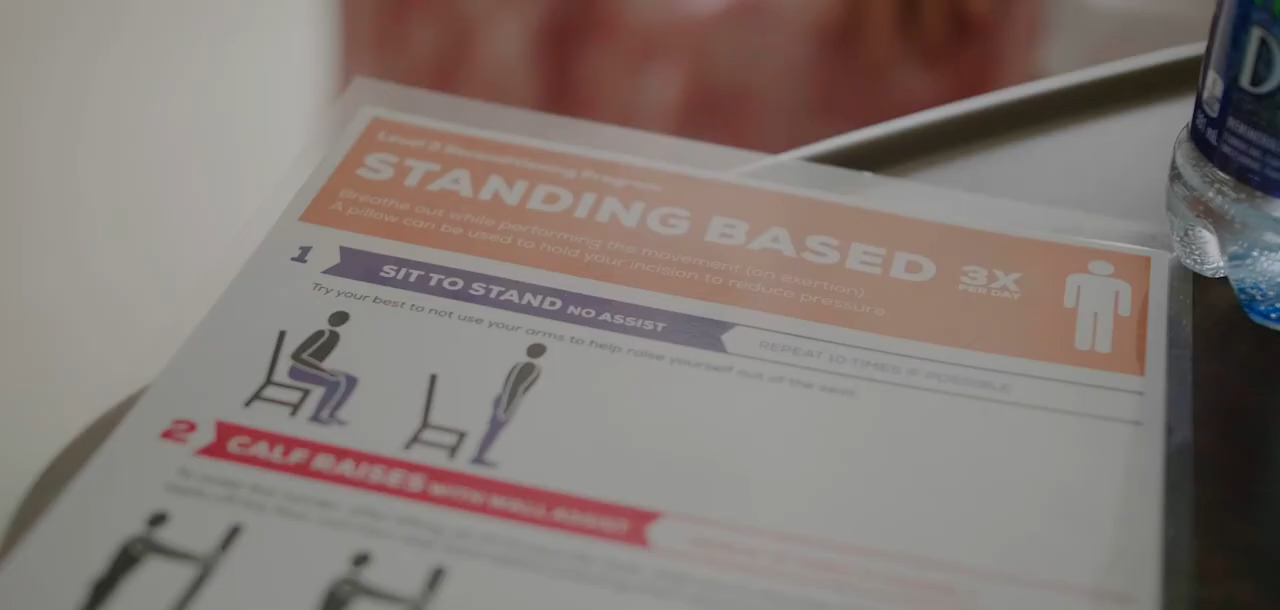 Level 3 Program
STANDING BASED
3X
PER DAY
Breathe out while performing the movement (on exertion).
A pillow can be used to hold your incision to reduce pressure.
1
SIT TO STAND NO ASSIST
REPEAT 10 TIMES IF POSSIBLE
Try your best to not use your arms to help raise yourself out of the seat.
2
CALF RAISES WITH WALL ASSIST
D